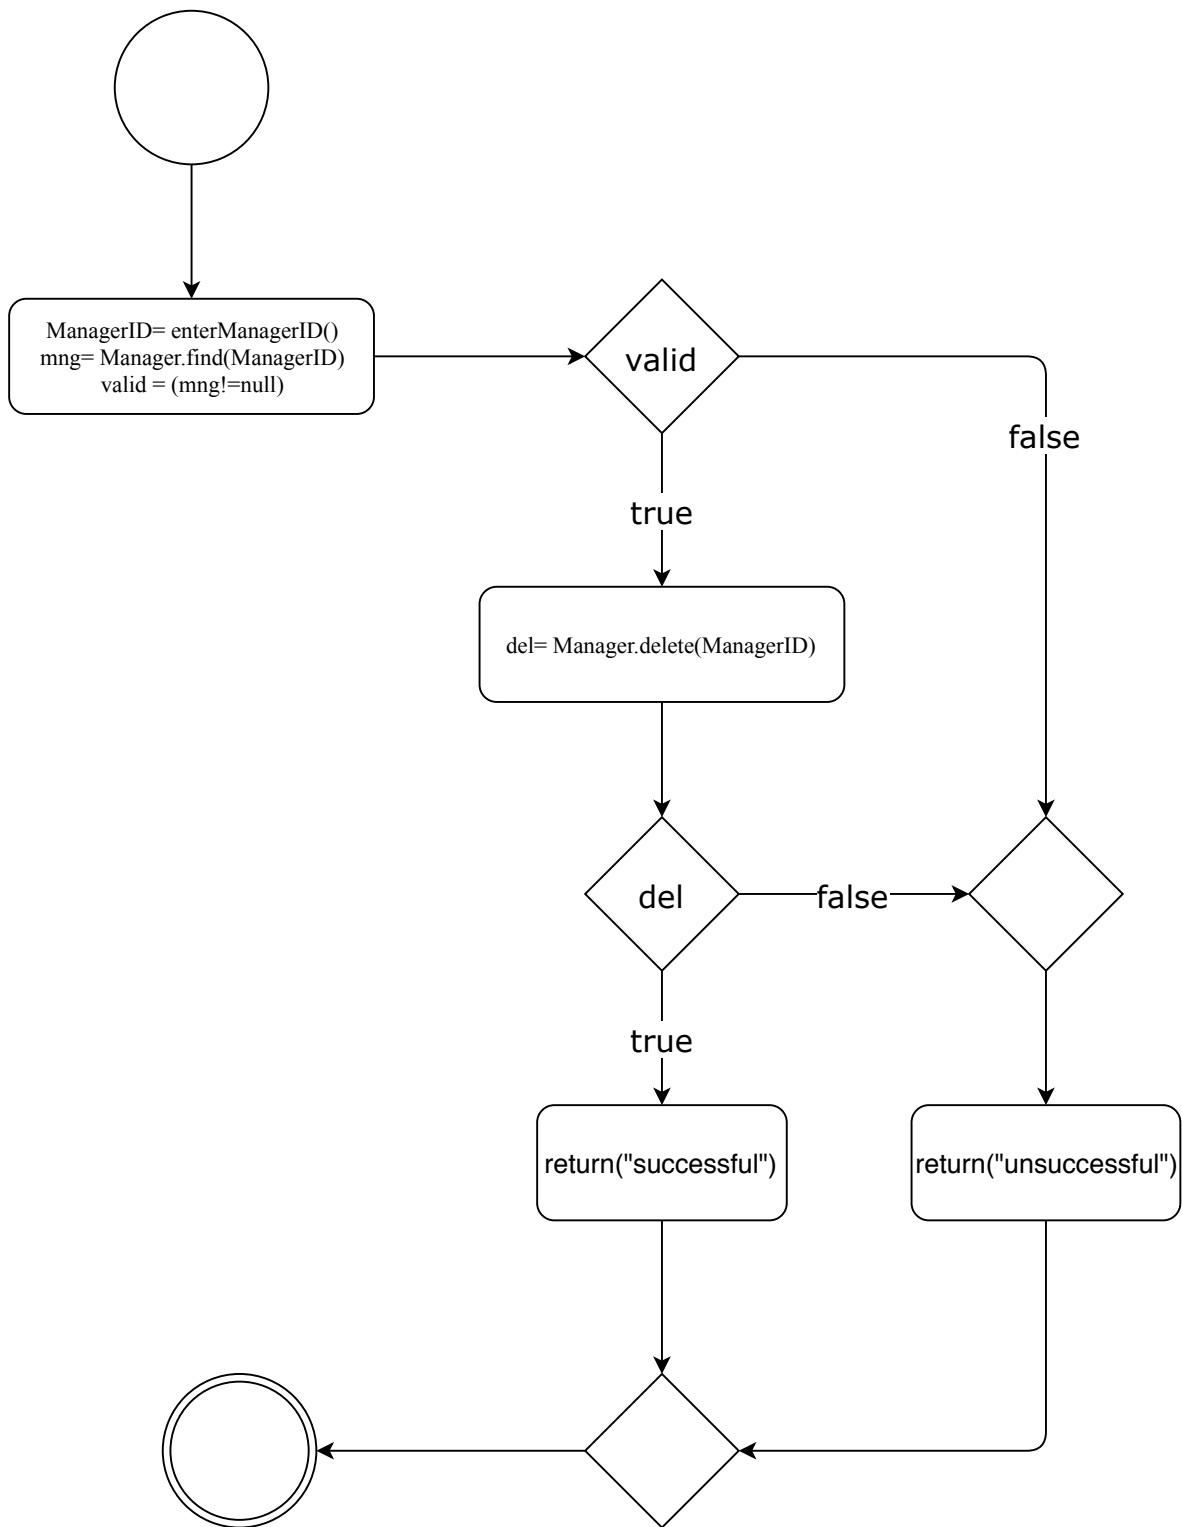 ManagerID= enterManagerID()
mng= Manager.find(ManagerID)
valid = (mng!=null)
valid
false
true
del= Manager.delete(ManagerID)
del
false
true
return("successful")
return("unsuccessful")